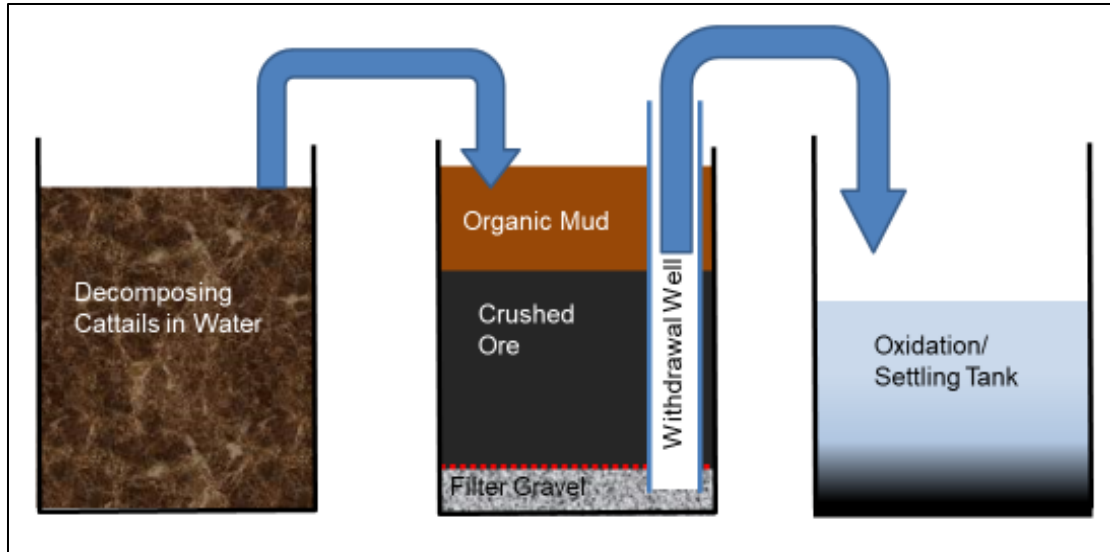 Decomposing
Cattails in Water
Organic Mud
Crushed
Ore
Filter Gravel
Withdrawal Well
Oxidation/
Settling Tank